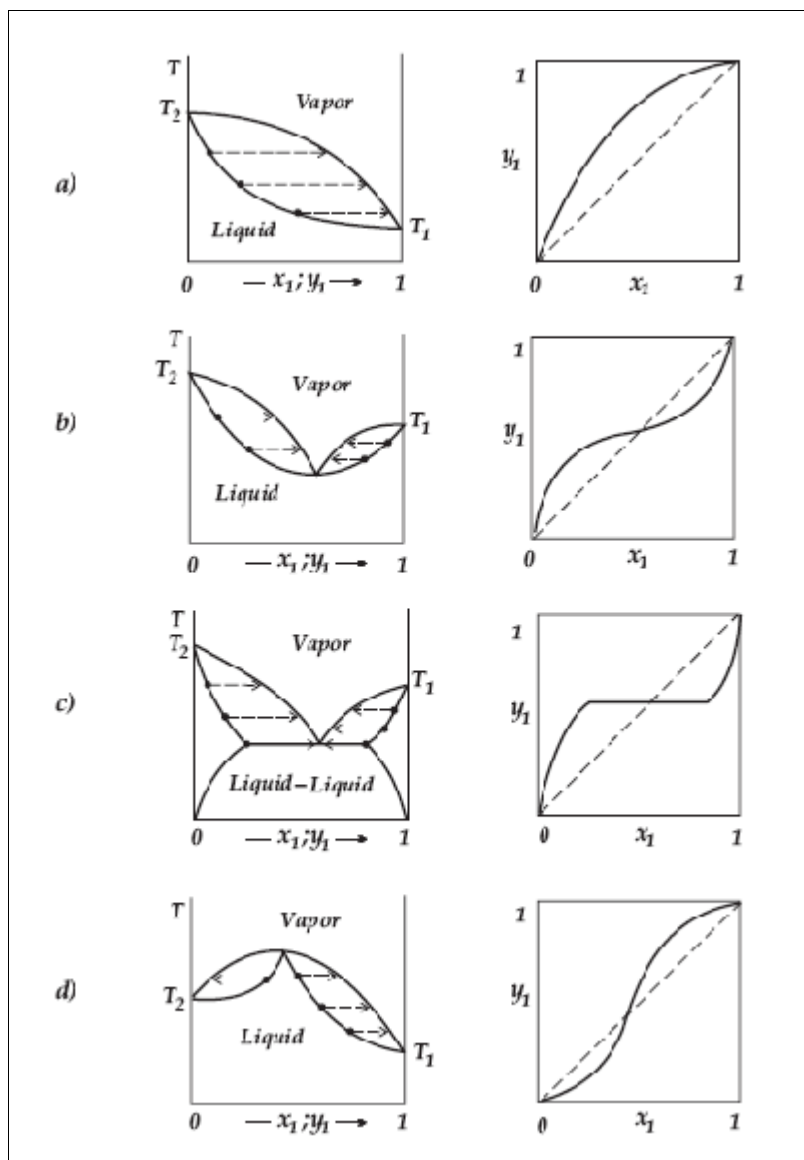 a)
T
T2
Vapor
Liquid
T1
0 — x1 ; y1 → 1
1
y1
0 x1 1
b)
T
T2
Vapor
T1
Liquid
0 — x1 ; y1 → 1
1
y1
0 x1 1
c)
T
T2
Vapor
T1
Liquid – Liquid
0 — x1 ; y1 → 1
1
y1
0 x1 1
d)
T
Vapor
T2
Liquid
T1
0 — x1 ; y1 → 1
1
y1
0 x1 1